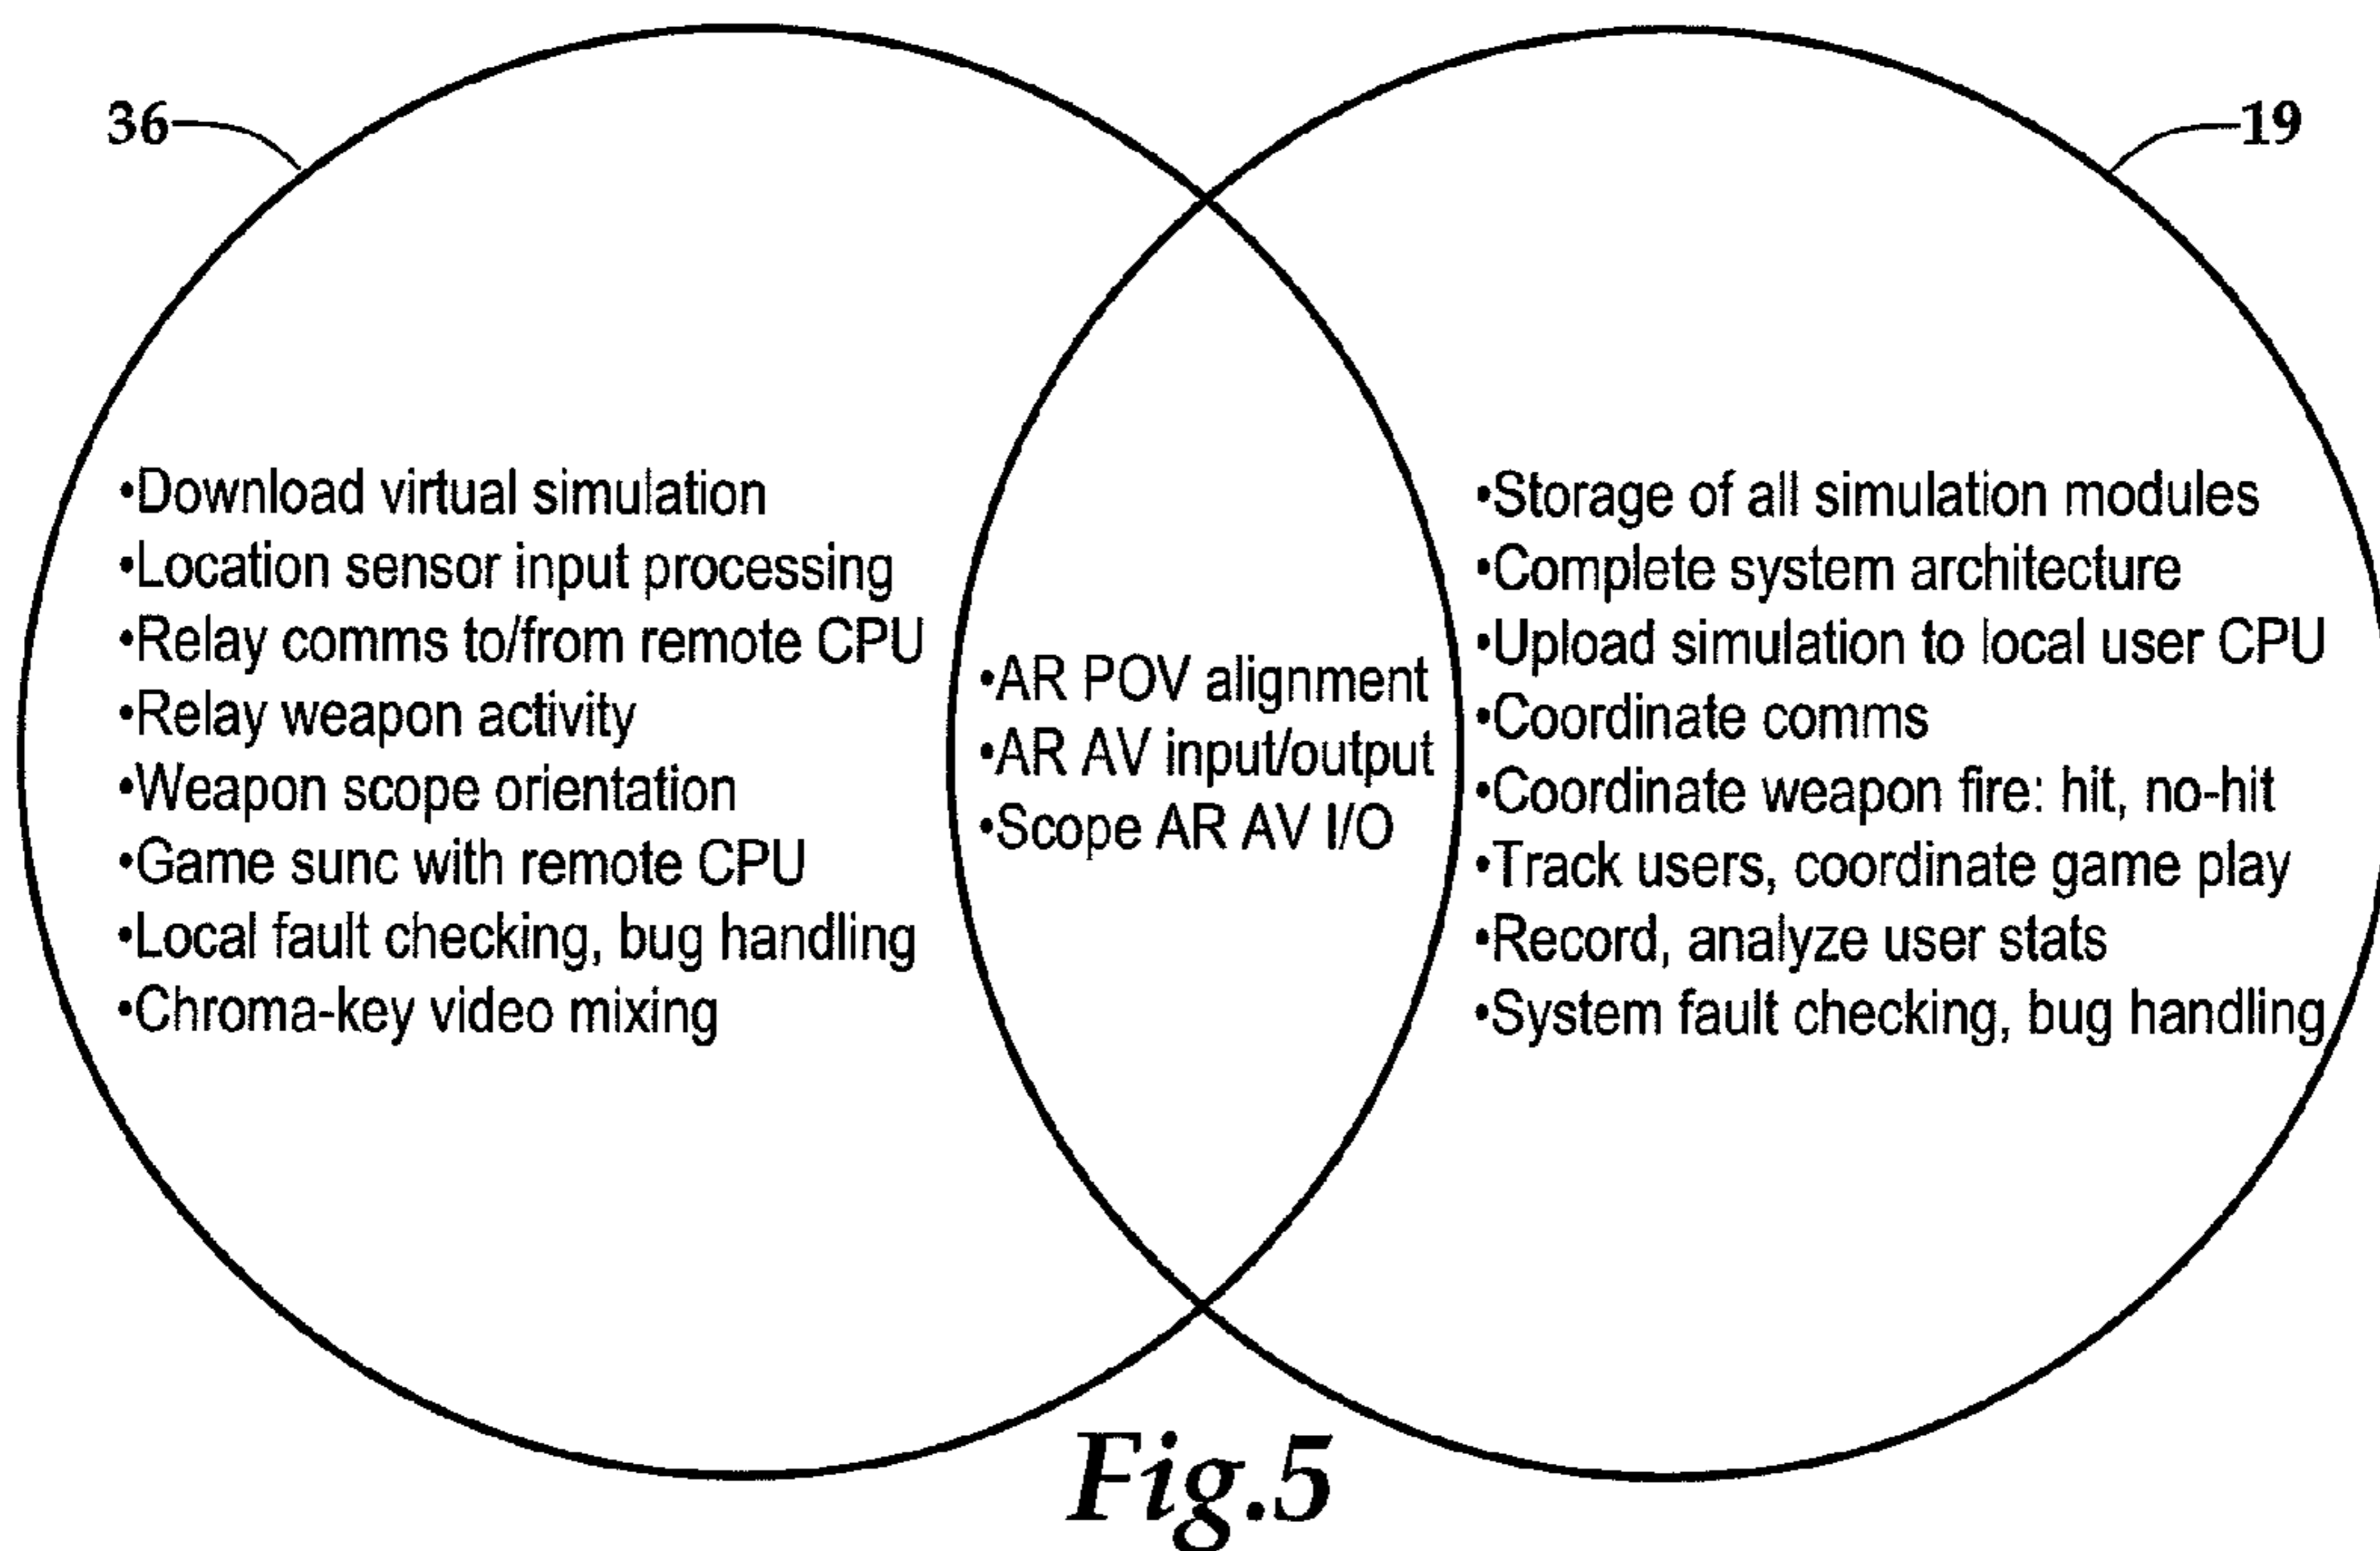 36
19
•Download virtual simulation
•Location sensor input processing
•Relay comms to/from remote CPU
•Relay weapon activity
•Weapon scope orientation
•Game sunc with remote CPU
•Local fault checking, bug handling
•Chroma-key video mixing
•AR POV alignment
•AR AV input/output
•Scope AR AV I/O
•Storage of all simulation modules
•Complete system architecture
•Upload simulation to local user CPU
•Coordinate comms
•Coordinate weapon fire: hit, no-hit
•Track users, coordinate game play
•Record, analyze user stats
•System fault checking, bug handling
Fig.5